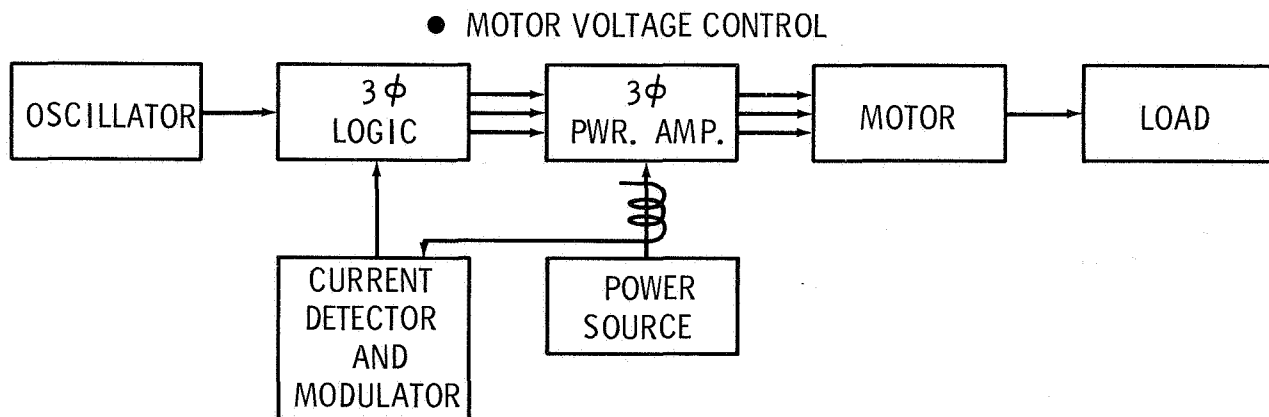 ● MOTOR VOLTAGE CONTROL
OSCILLATOR
3ϕ
LOGIC
3ϕ
PWR. AMP.
MOTOR
LOAD
CURRENT
DETECTOR
AND
MODULATOR
POWER
SOURCE